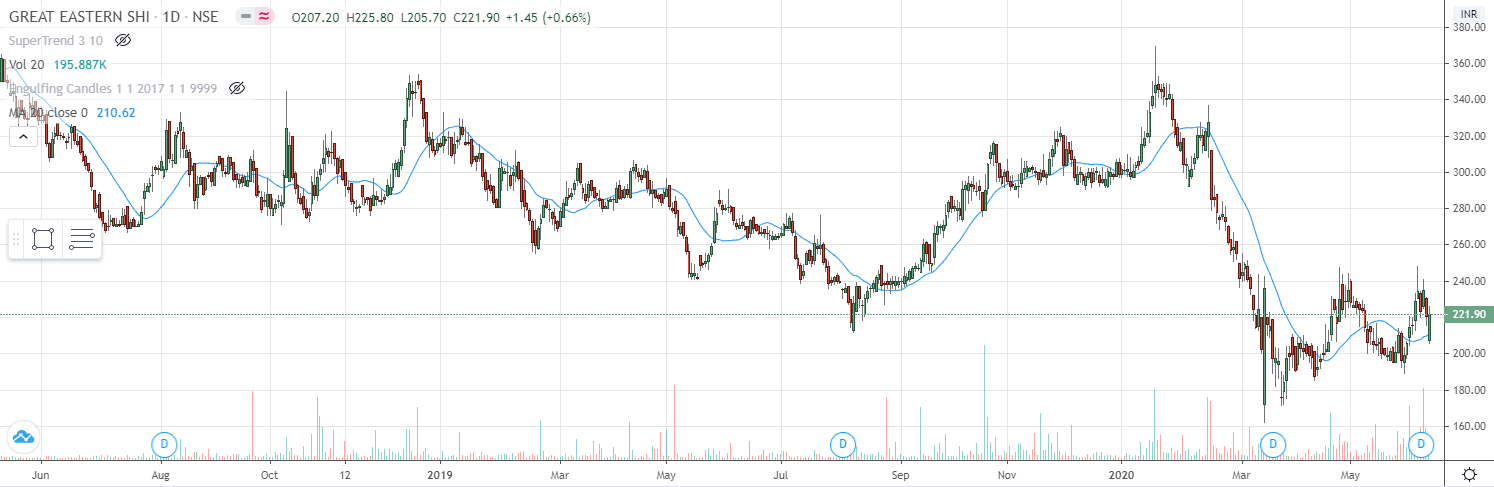 GREAT EASTERN SHI · 1D · NSE O207.20 H225.80 L205.70 C221.90 +1.45 (+0.66%)
INR
SuperTrend 3 10
Vol 20 195.887K
Engulfing Candles 1 1 2017 1 1 9999
MA 20 close 0 210.62
380.00
360.00
340.00
320.00
300.00
280.00
260.00
240.00
221.90
200.00
180.00
160.00
D D D D
Jun Aug Oct 12 2019 Mar May Jul Sep Nov 2020 Mar May